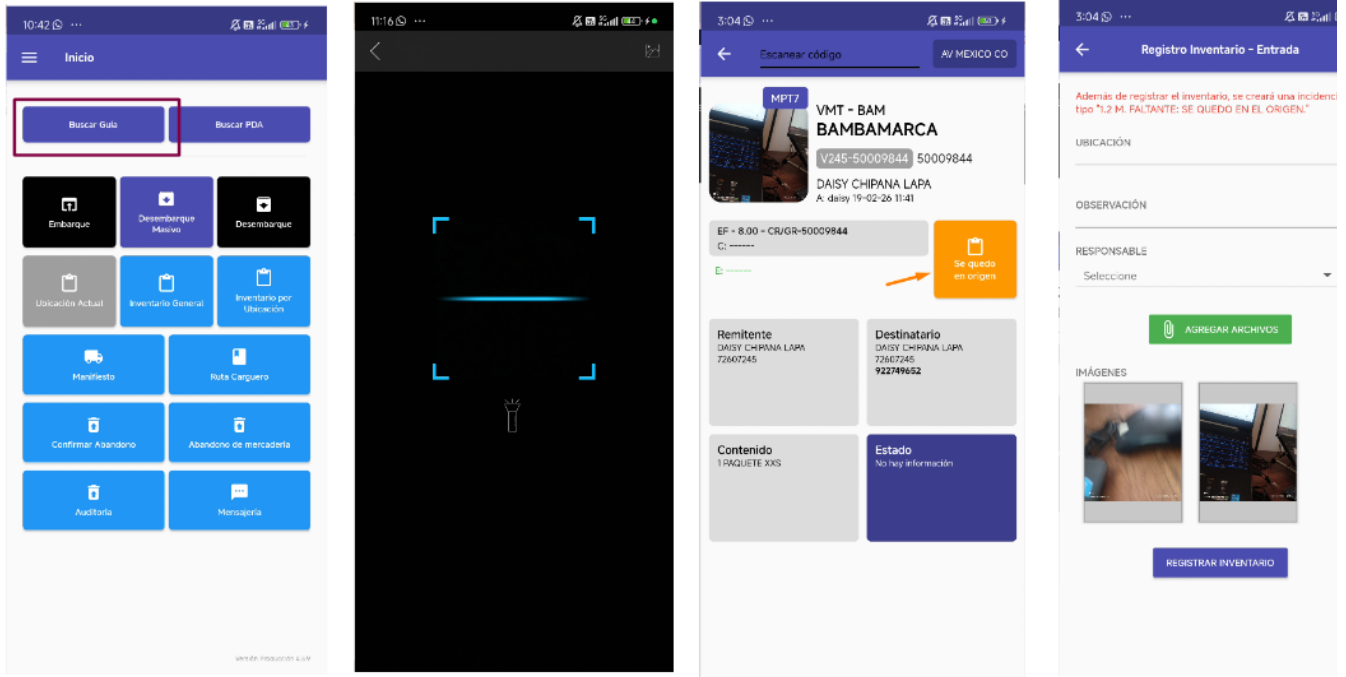 10:42
Inicio
Buscar Guía
Buscar PDA
Embarque
Desembarque
Masivo
Desembarque
Ubicación Actual
Inventario General
Inventario por
Ubicación
Manifiesto
Ruta Carguero
Confirmar Abandono
Abandono de mercadería
Auditoría
Mensajería
11:16
3:04
Escanear código
AV MEXICO CO
MPT7
VMT - BAM
BAMBAMARCA
V245-50009844 50009844
DAISY CHIPANA LAPA
A: daisy 19-02-26 11:41
EF - 8.00 - CR/GR-50009844
C: ------
E: -------
Se quedo
en origen
Remitente
DAISY CHIPANA LAPA
72607245
Destinatario
DAISY CHIPANA LAPA
72607245
922749652
Contenido
1 PAQUETE XXS
Estado
No hay información
3:04
Registro Inventario - Entrada
Además de registrar el inventario, se creará una incidenci
tipo "1.2 M. FALTANTE: SE QUEDO EN EL ORIGEN."
UBICACIÓN
OBSERVACIÓN
RESPONSABLE
Seleccione
AGREGAR ARCHIVOS
IMÁGENES
REGISTRAR INVENTARIO